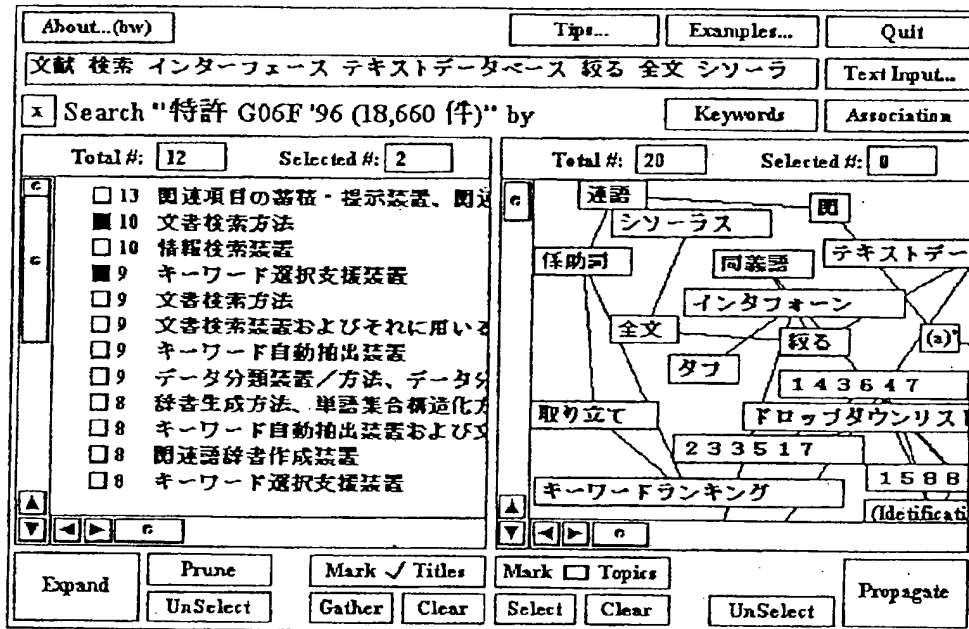 About...(bw) Tips... Examples... Quit
文献 検索 インターフェース テキストデータベース 絞る 全文 シソーラ Text Input...
x Search "特許 G06F '96 (18,660 件)" by Keywords Association
Total #: 12 Selected #: 2
13 関連項目の蓄積・提示装置、関連
10 文書検索方法
10 情報検索装置
9 キーワード選択支援装置
9 文書検索方法
9 文書検索装置およびそれに用いる
9 キーワード自動抽出装置
9 データ分類装置/方法、データ分
8 辞書生成方法、単語集合構造化方
8 キーワード自動抽出装置および文
8 関連語辞書作成装置
8 キーワード選択支援装置
Total #: 20 Selected #: 0
連語
関
シソーラス
係助詞
同義語
テキストデー
インタフォーン
全文
絞る
(a)"
タブ
143647
取り立て
ドロップダウンリスト
233517
1588
キーワードランキング
(Idetificati
Expand Prune Mark ✓ Titles Mark □ Topics Propagate
UnSelect Gather Clear Select Clear UnSelect